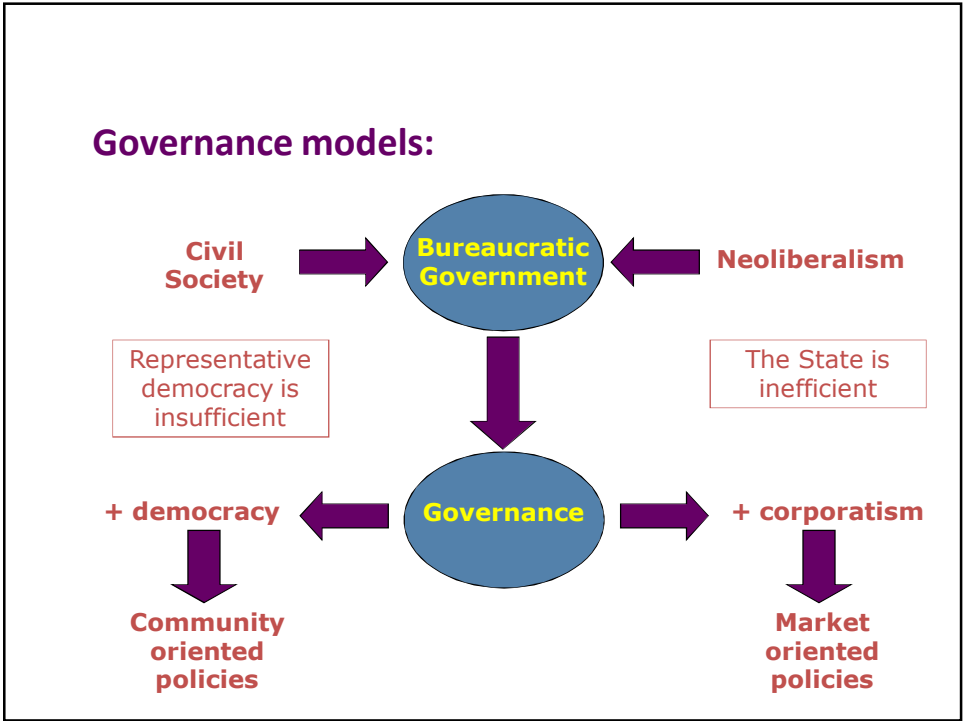 Governance models:
Civil
Society
Bureaucratic
Government
Neoliberalism
Representative
democracy is
insufficient
The State is
inefficient
+ democracy
Governance
+ corporatism
Community
oriented
policies
Market
oriented
policies